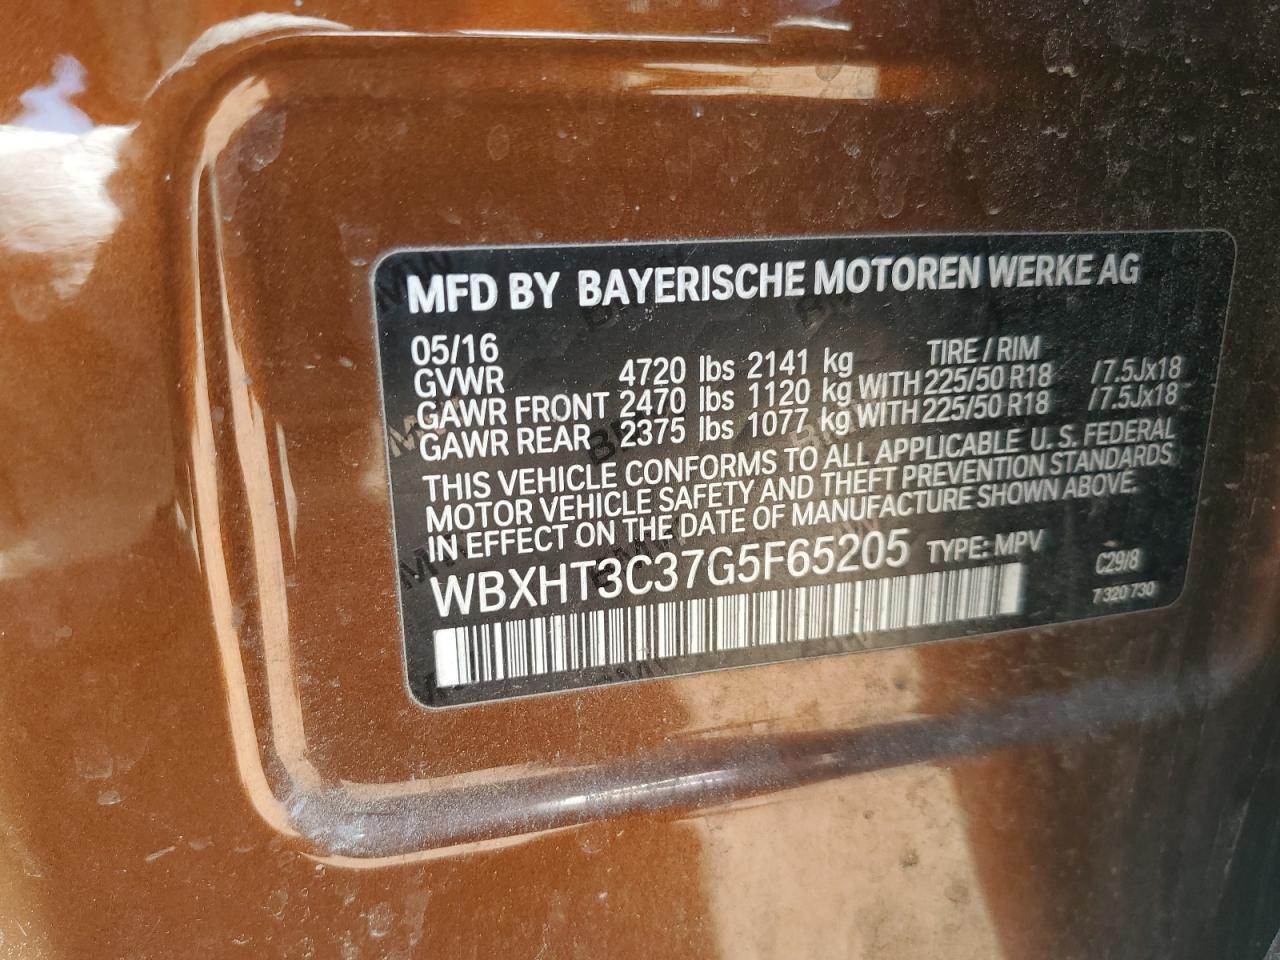 MFD BY BAYERISCHE MOTOREN WERKE AG
05/16 TIRE / RIM
GVWR 4720 lbs 2141 kg
GAWR FRONT 2470 lbs 1120 kg WITH 225/50 R18 /7.5Jx18
GAWR REAR 2375 lbs 1077 kg WITH 225/50 R18 /7.5Jx18
THIS VEHICLE CONFORMS TO ALL APPLICABLE U.S. FEDERAL
MOTOR VEHICLE SAFETY AND THEFT PREVENTION STANDARDS
IN EFFECT ON THE DATE OF MANUFACTURE SHOWN ABOVE.
WBXHT3C37G5F65205 TYPE: MPV C29/8
7 320 730